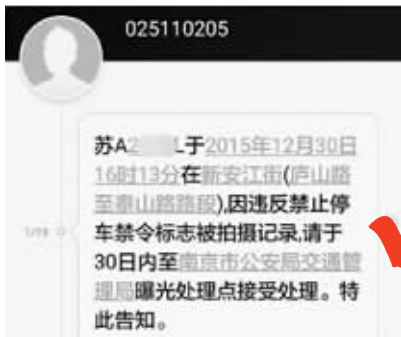 025110205
苏A2 L于2015年12月30日
16时13分在新安江街(庐山路
至泰山路路段),因违反禁止停
车禁令标志被拍摄记录,请于
1/19
30日内至南京市公安局交通管
理局曝光处理点接受处理。特
此告知。